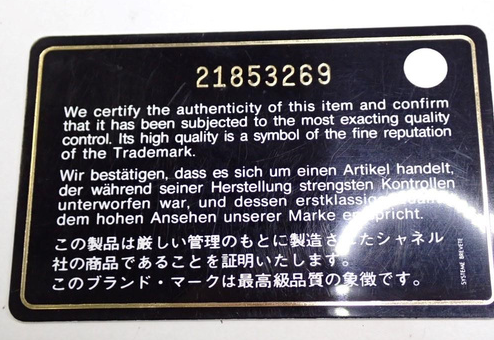 21853269
We certify the authenticity of this item and confirm
that it has been subjected to the most exacting quality
control. Its high quality is a symbol of the fine reputation
of the Trademark.
Wir bestätigen, dass es sich um einen Artikel handelt,
der während seiner Herstellung strengsten Kontrollen
unterworfen war, und dessen erstklassige
dem hohen Ansehen unserer Marke entspricht.
この製品は厳しい管理のもとに製造されたシャネル
社の商品であることを証明いたします。
このブランド・マークは最高級品質の象徴です。
SYSTEME BREVETE